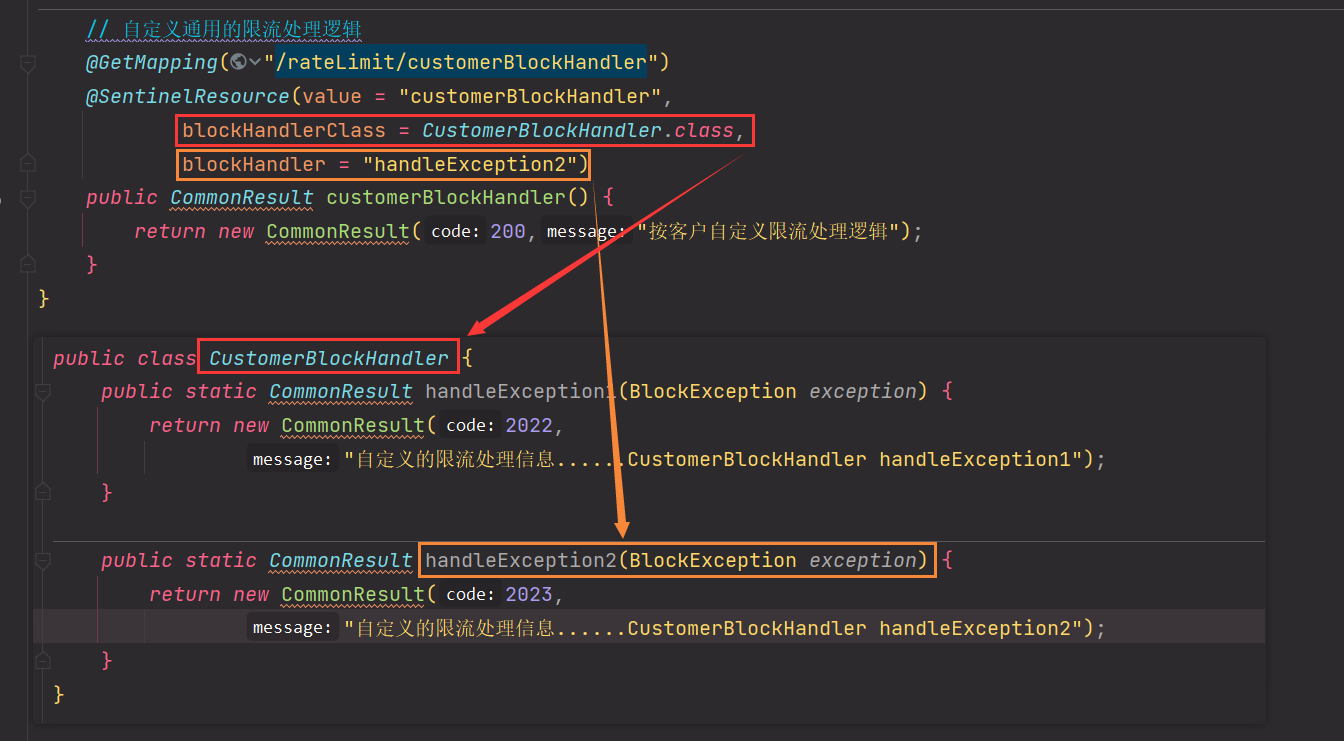 // 自定义通用的限流处理逻辑
@GetMapping("/rateLimit/customerBlockHandler")
@SentinelResource(value = "customerBlockHandler",
blockHandlerClass = CustomerBlockHandler.class,
blockHandler = "handleException2")
public CommonResult customerBlockHandler() {
return new CommonResult( code: 200, message: "按客户自定义限流处理逻辑");
}
}
public class CustomerBlockHandler {
public static CommonResult handleException1(BlockException exception) {
return new CommonResult( code: 2022,
message: "自定义的限流处理信息......CustomerBlockHandler handleException1");
}
public static CommonResult handleException2(BlockException exception) {
return new CommonResult( code: 2023,
message: "自定义的限流处理信息......CustomerBlockHandler handleException2");
}
}